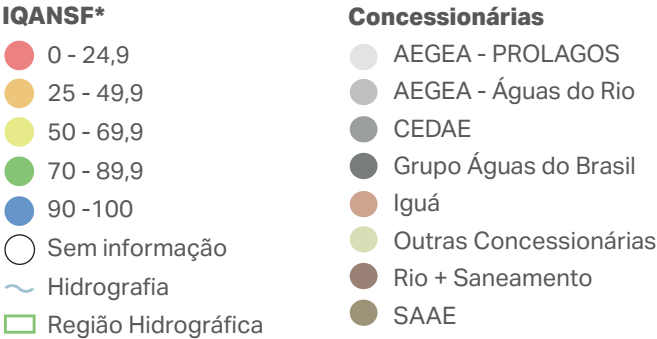 IQANSF*
0 - 24,9
25 - 49,9
50 - 69,9
70 - 89,9
90 -100
Sem informação
Hidrografia
Região Hidrográfica
Concessionárias
AEGEA - PROLAGOS
AEGEA - Águas do Rio
CEDAE
Grupo Águas do Brasil
Iguá
Outras Concessionárias
Rio + Saneamento
SAAE